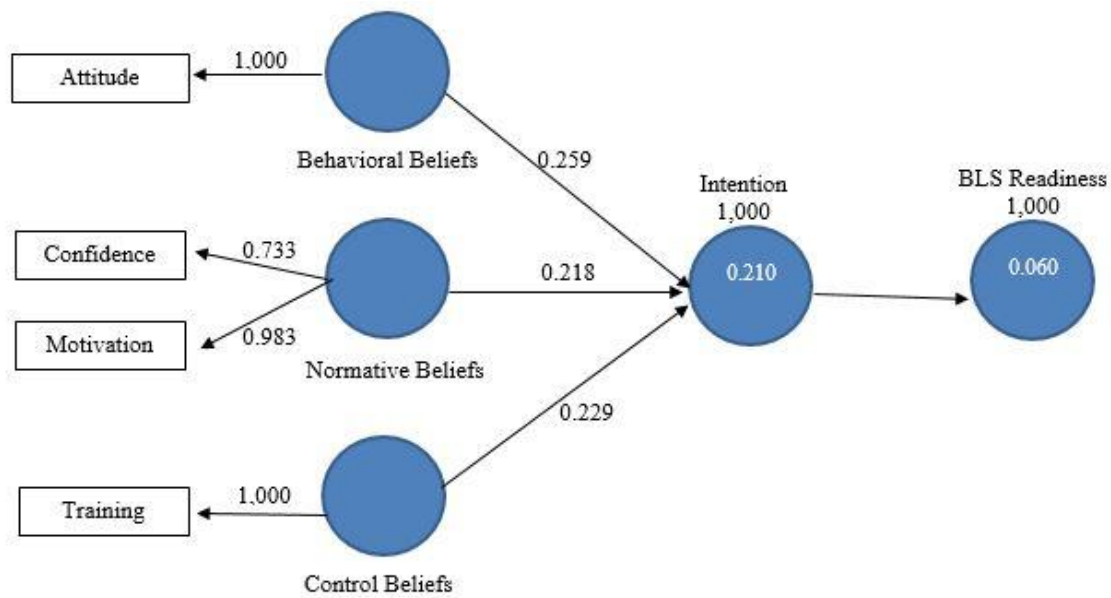 Attitude
1,000
Behavioral Beliefs
0.259
Intention
1,000
0.210
BLS Readiness
1,000
0.060
Confidence
0.733
Motivation
0.983
0.218
Normative Beliefs
0.229
Training
1,000
Control Beliefs